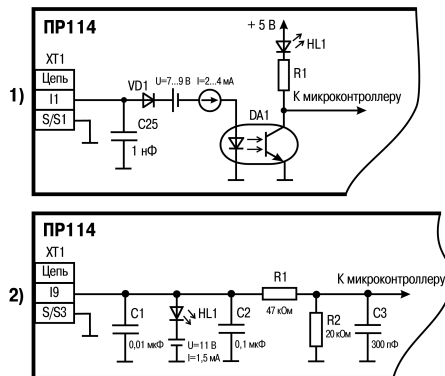 ПР114
+ 5 В
HL1
XT1
Цепь
VD1
U=7...9 В
I=2...4 мА
R1
К микроконтроллеру
1)
I1
DA1
S/S1
C25
1 нФ
ПР114
XT1
К микроконтроллеру
Цепь
R1
2)
I9
47 кОм
S/S3
C1
HL1
C2
R2
C3
0,01 мкФ
U=11 В
I=1,5 мА
0,1 мкФ
20 кОм
300 пФ